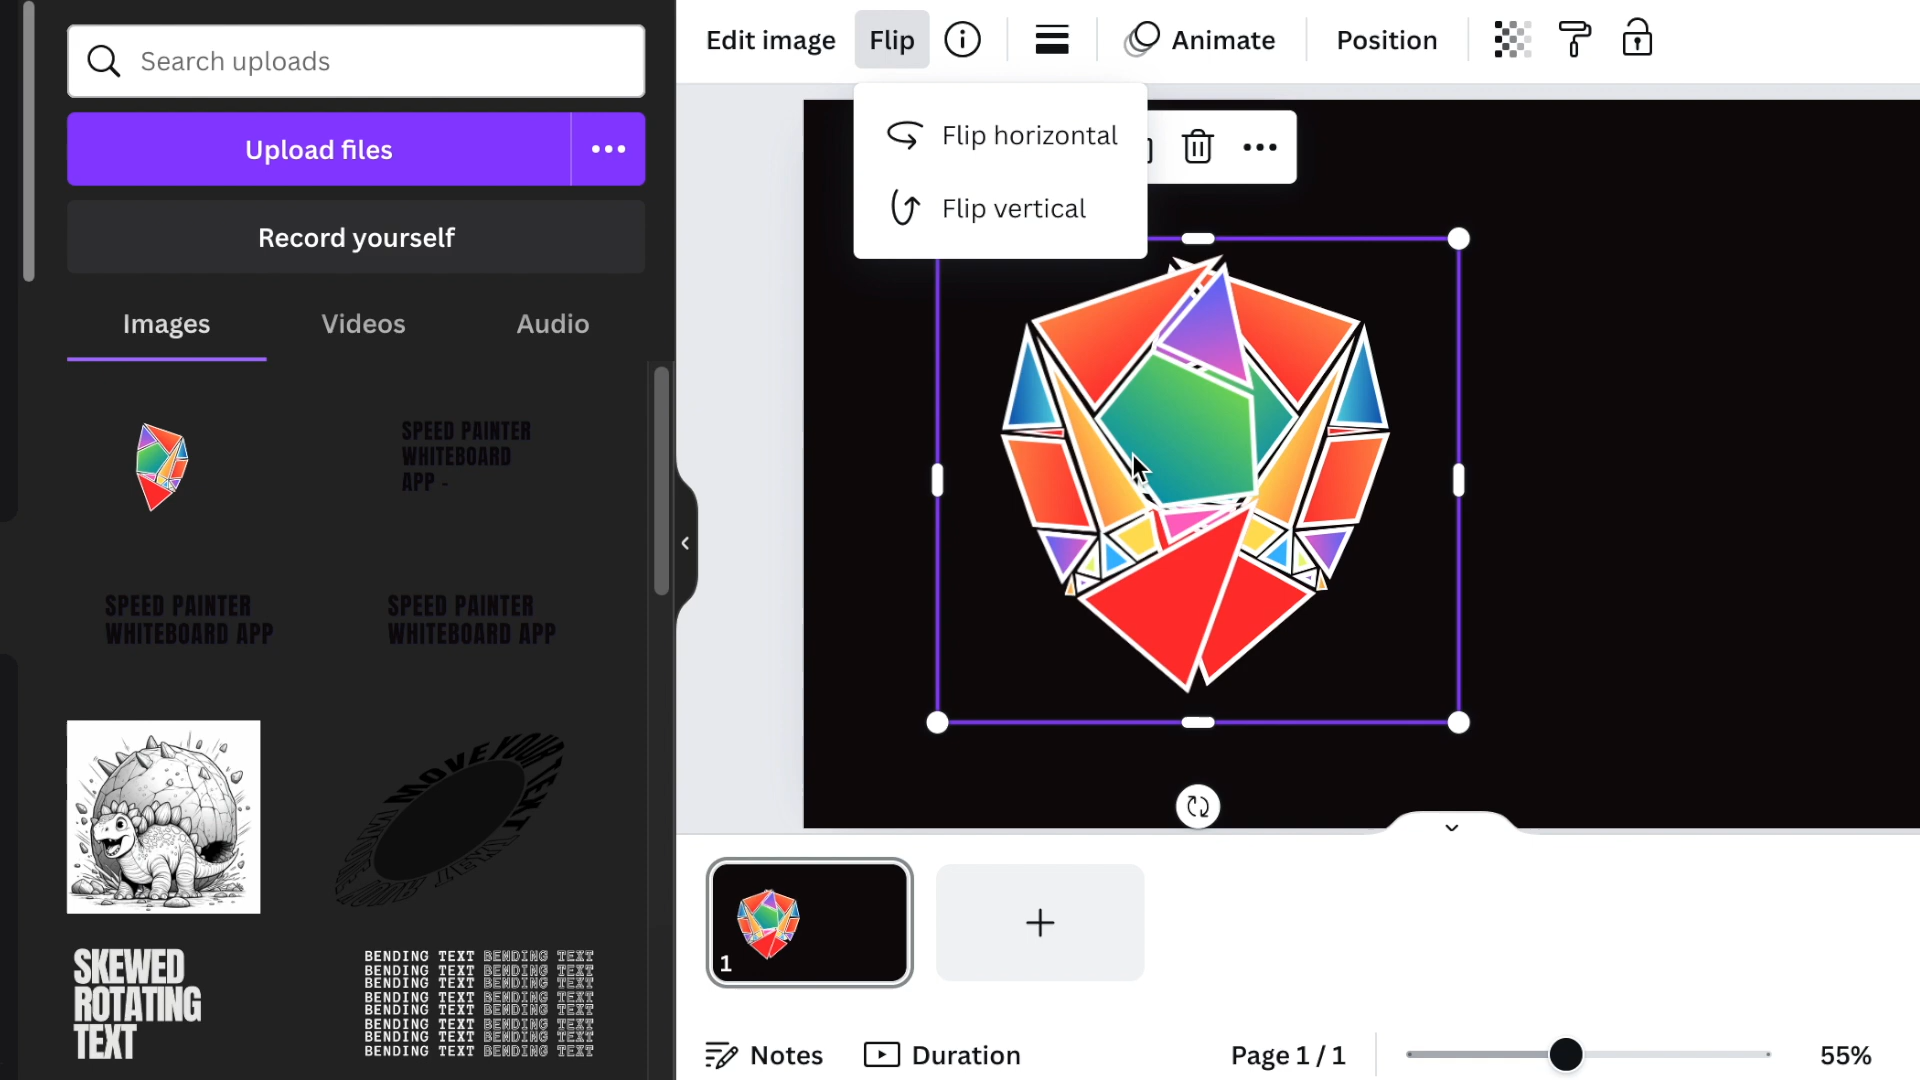 Search uploads
Upload files
Record yourself
Images
Videos
Audio
SPEED PAINTER
WHITEBOARD
APP -
SPEED PAINTER
WHITEBOARD APP
SPEED PAINTER
WHITEBOARD APP
MOVE YOUR TEXT
SKEWED
ROTATING
TEXT
BENDING TEXT BENDING TEXT
BENDING TEXT BENDING TEXT
BENDING TEXT BENDING TEXT
BENDING TEXT BENDING TEXT
BENDING TEXT BENDING TEXT
BENDING TEXT BENDING TEXT
BENDING TEXT BENDING TEXT
BENDING TEXT BENDING TEXT
Edit image
Flip
Animate
Position
Flip horizontal
Flip vertical
1
Notes
Duration
Page 1 / 1
55%